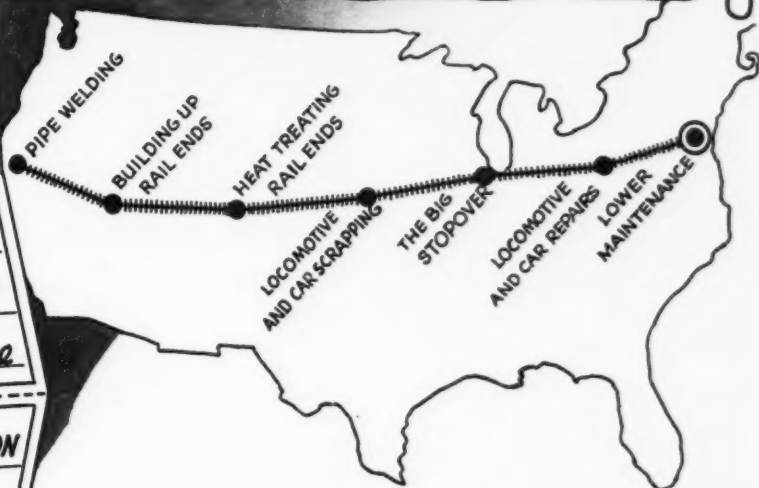 PIPE WELDING
BUILDING UP
RAIL ENDS
HEAT TREATING
RAIL ENDS
LOCOMOTIVE
AND CAR SCRAPPING
THE BIG
STOPOVER
LOCOMOTIVE
AND CAR REPAIRS
LOWER
MAINTENANCE